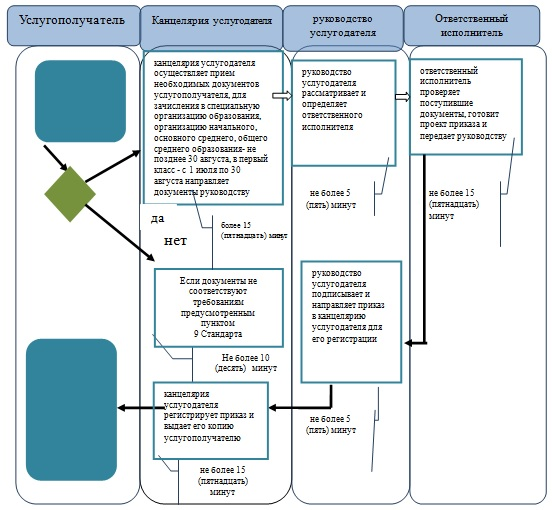 Услугополучатель
Канцелярия услугодателя
руководство
услугодателя
Ответственный
исполнитель
канцелярия услугодателя
осуществляет прием
необходимых документов
услугополучателя, для
зачисления в специальную
организацию образования,
организацию начального,
основного среднего, общего
среднего образования- не
позднее 30 августа, в первый
класс - с 1 июля по 30
августа направляет
документы руководству
руководство
услугодателя
рассматривает и
определяет
ответственного
исполнителя
ответственный
исполнитель
проверяет
поступившие
документы, готовит
проект приказа и
передает руководству
да
нет
более 15
(пятнадцать) минут
не более 5
(пять) минут
не более 15
(пятнадцать)
минут
Если документы не
соответствуют
требованиям
предусмотренным
пунктом
9 Стандарта
руководство
услугодателя
подписывает и
направляет приказ
в канцелярию
услугодателя для
его регистрации
Не более 10
(десять) минут
канцелярия
услугодателя
регистрирует приказ и
выдает его копию
услугополучателю
не более 5
(пять) минут
не более 15
(пятнадцать)
минут